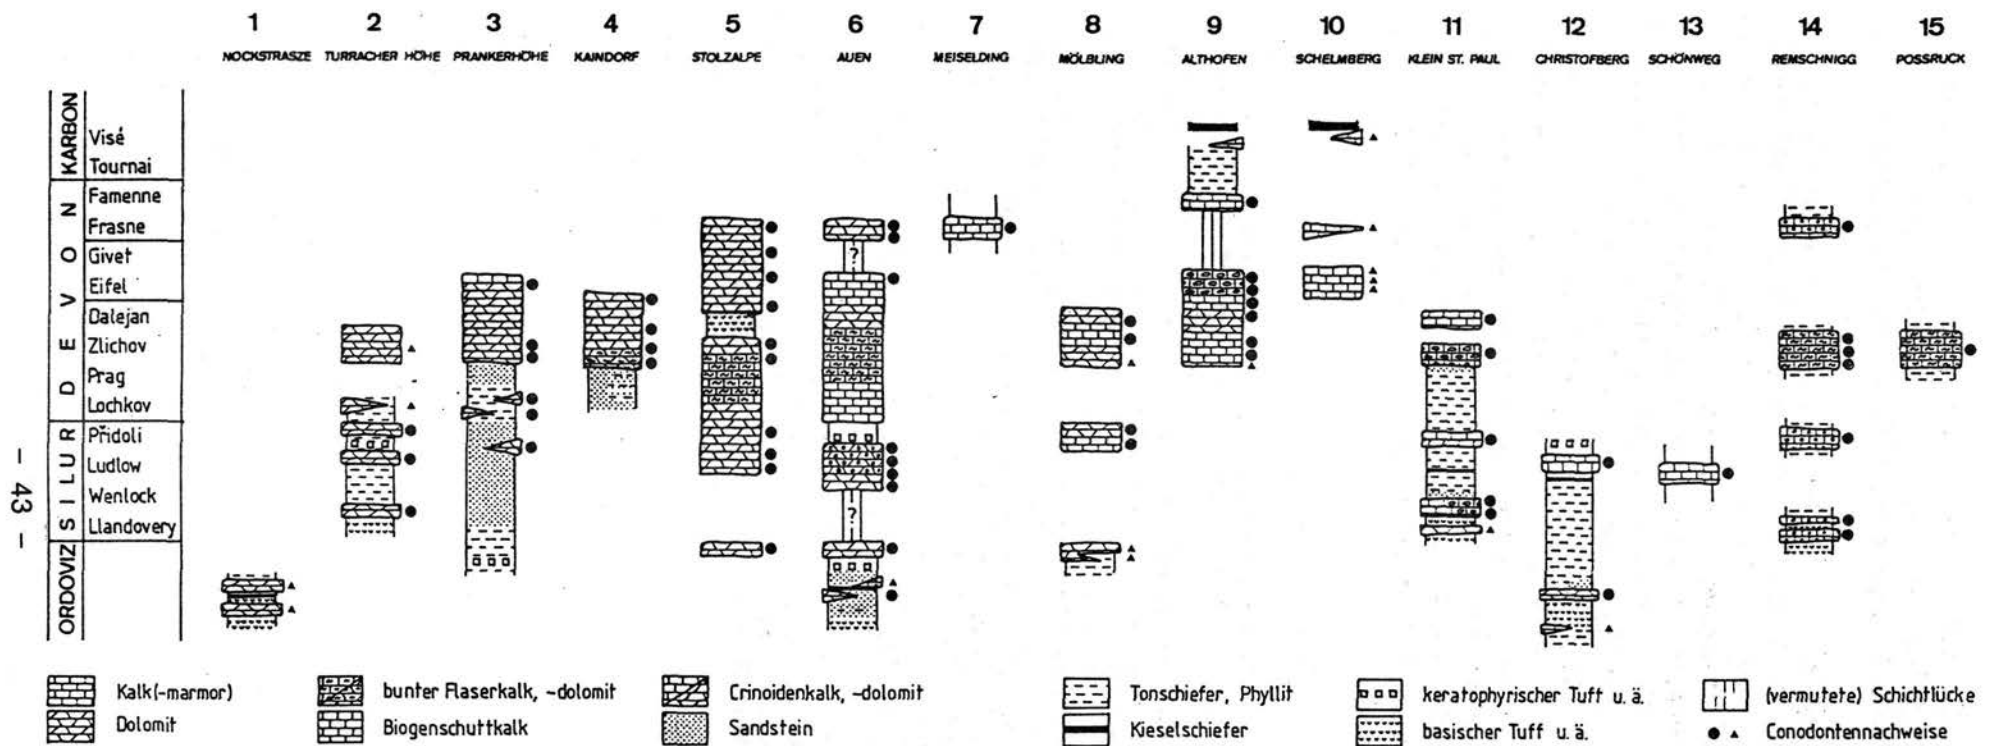 1 2 3 4 5 6 7 8 9 10 11 12 13 14 15
NOCKSTRASZE TURRACHER HÖHE PRANKERHÖHE KAINDORF STOLZALPE AUEN MEISELDING MÖLBLING ALTHOFEN SCHELMBERG KLEIN ST. PAUL CHRISTOFBERG SCHÖNWEG REMSCHNIGG POSSRUCK
KARBON
Visé
Tournai
DEVON
Famenne
Frasne
Givet
Eifel
Dalejan
Zlichov
Prag
Lochkov
SILUR
Přidoli
Ludlow
Wenlock
Llandovery
ORDOVIZ
?
?
- 43 -
Kalk(-marmor)
Dolomit
bunter Flaserkalk, -dolomit
Biogenschuttkalk
Crinoidenkalk, -dolomit
Sandstein
Tonschiefer, Phyllit
Kieselschiefer
keratophyrischer Tuff u. ä.
basischer Tuff u. ä.
(vermutete) Schichtlücke
Conodontennachweise